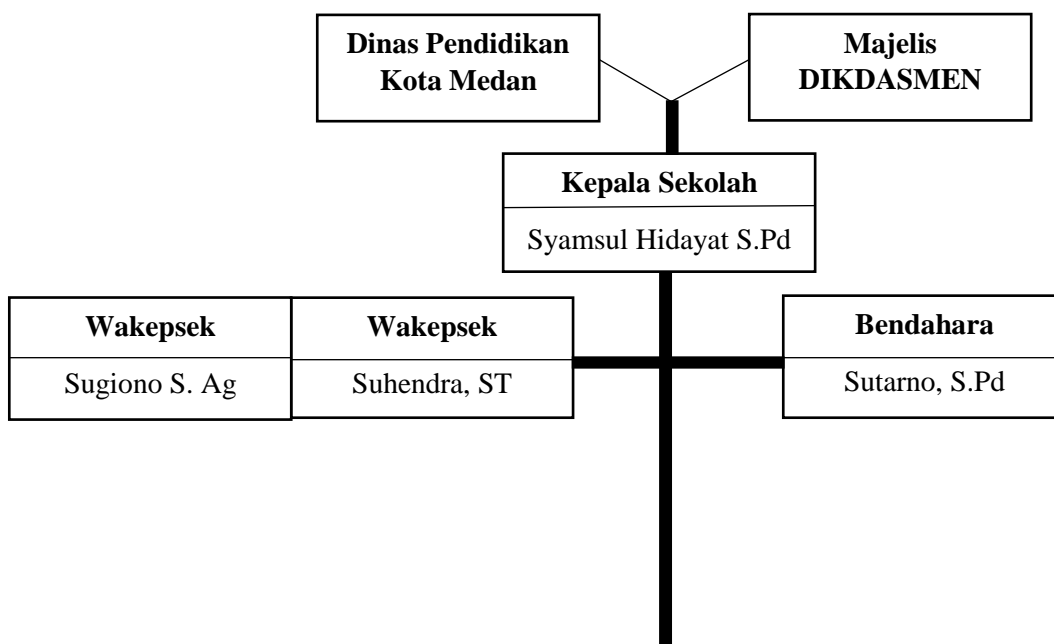 Dinas Pendidikan
Kota Medan
Majelis
DIKDASMEN
Kepala Sekolah
Syamsul Hidayat S.Pd
Wakepsek
Sugiono S. Ag
Wakepsek
Suhendra, ST
Bendahara
Sutarno, S.Pd